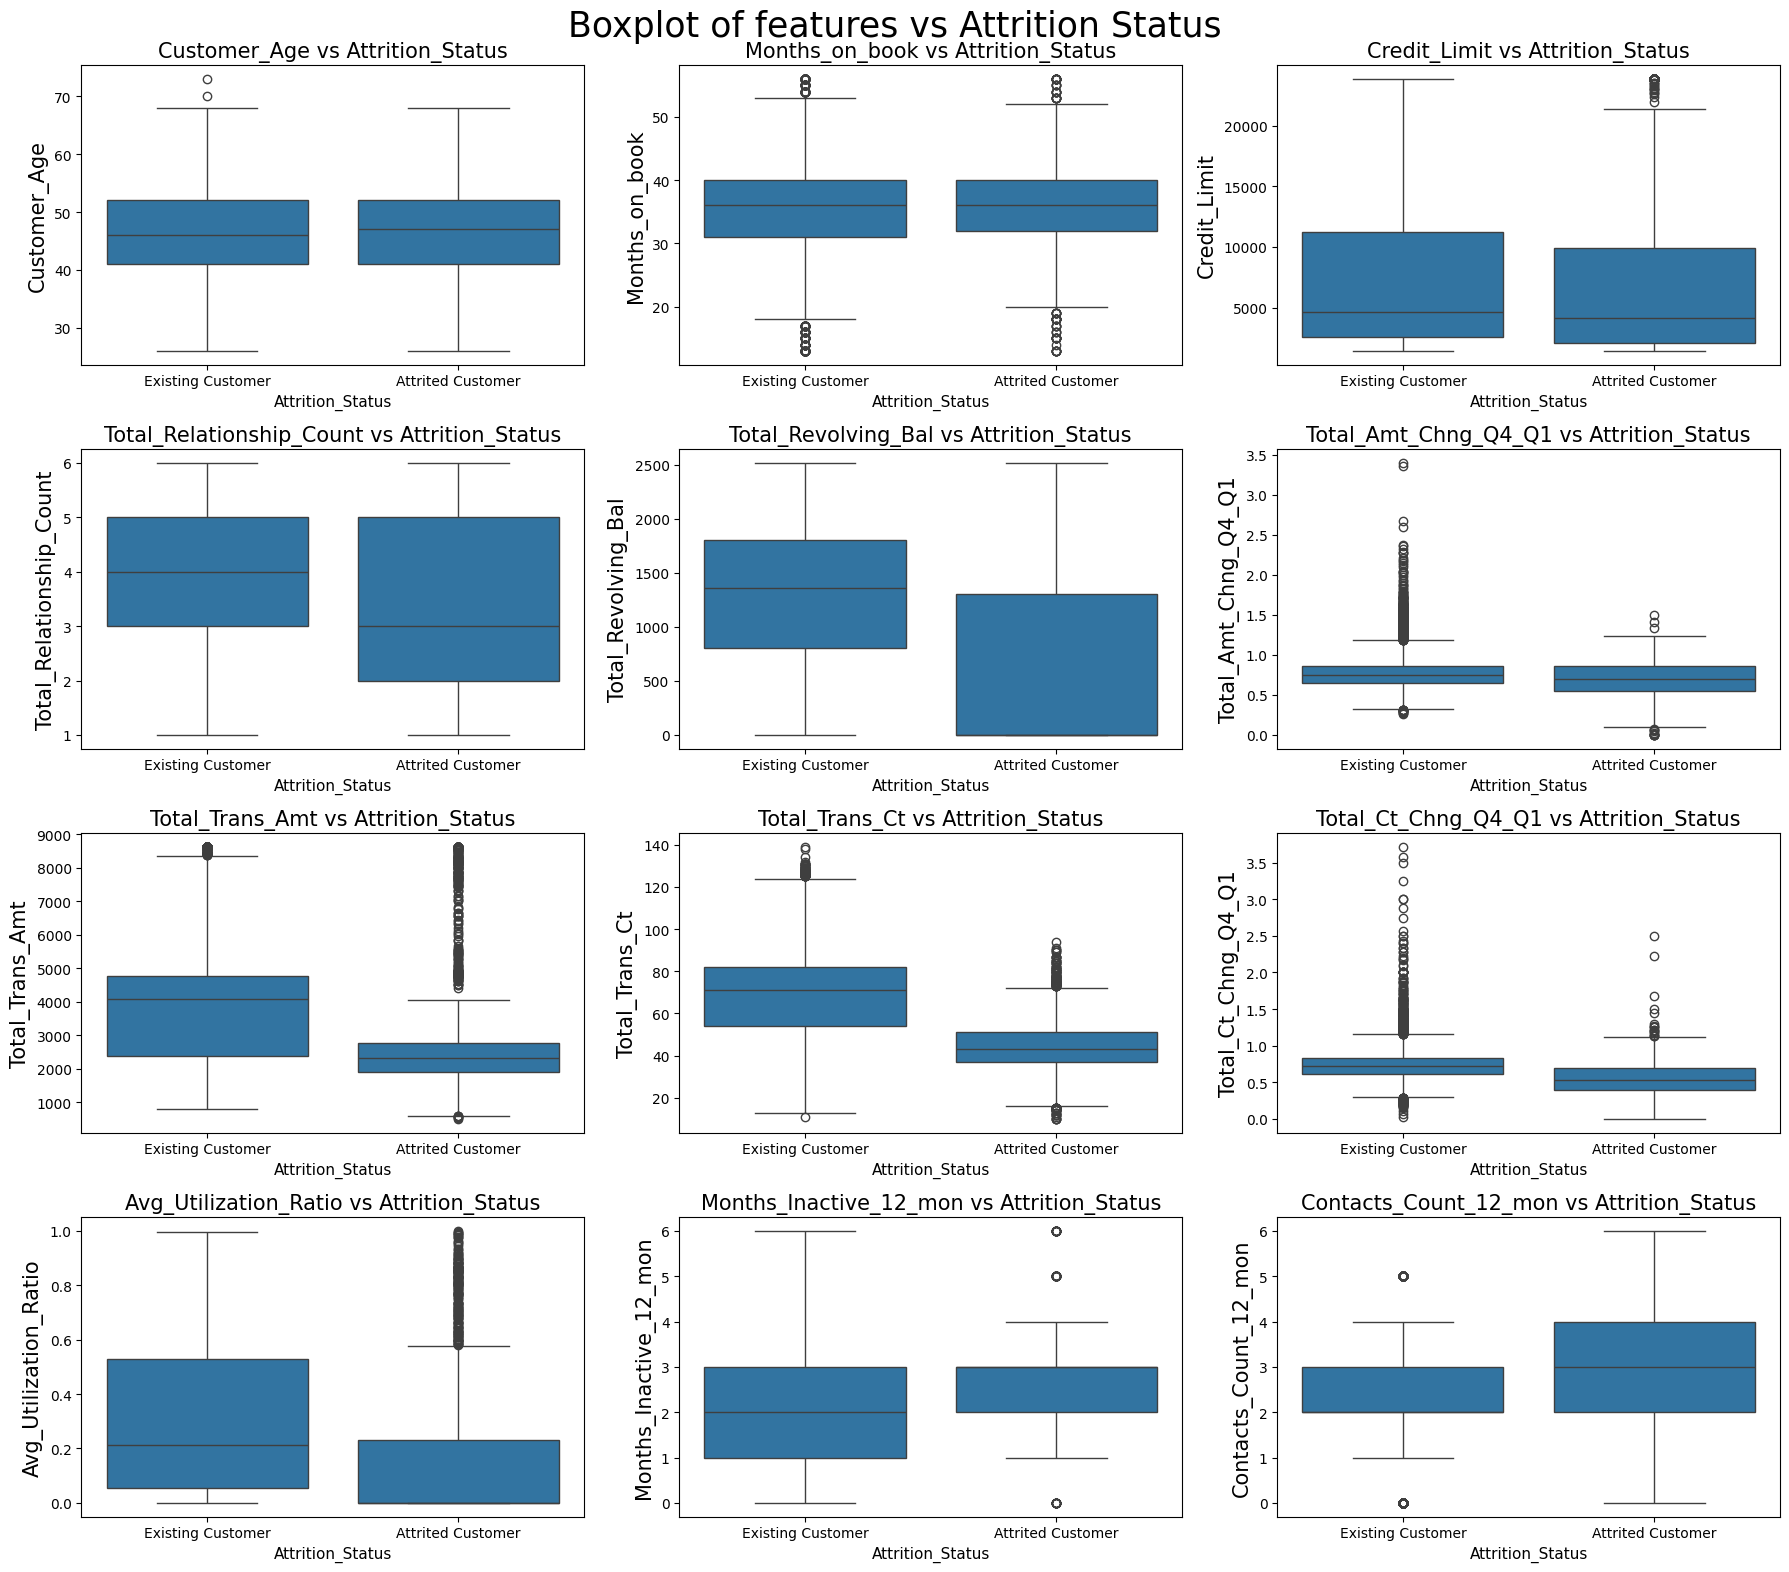 Boxplot of features vs Attrition Status
Customer_Age vs Attrition_Status
Customer_Age
70
60
50
40
30
Existing Customer
Attrited Customer
Attrition_Status
Months_on_book vs Attrition_Status
Months_on_book
50
40
30
20
Existing Customer
Attrited Customer
Attrition_Status
Credit_Limit vs Attrition_Status
Credit_Limit
20000
15000
10000
5000
Existing Customer
Attrited Customer
Attrition_Status
Total_Relationship_Count vs Attrition_Status
Total_Relationship_Count
6
5
4
3
2
1
Existing Customer
Attrited Customer
Attrition_Status
Total_Revolving_Bal vs Attrition_Status
Total_Revolving_Bal
2500
2000
1500
1000
500
0
Existing Customer
Attrited Customer
Attrition_Status
Total_Amt_Chng_Q4_Q1 vs Attrition_Status
Total_Amt_Chng_Q4_Q1
3.5
3.0
2.5
2.0
1.5
1.0
0.5
0.0
Existing Customer
Attrited Customer
Attrition_Status
Total_Trans_Amt vs Attrition_Status
Total_Trans_Amt
9000
8000
7000
6000
5000
4000
3000
2000
1000
Existing Customer
Attrited Customer
Attrition_Status
Total_Trans_Ct vs Attrition_Status
Total_Trans_Ct
140
120
100
80
60
40
20
Existing Customer
Attrited Customer
Attrition_Status
Total_Ct_Chng_Q4_Q1 vs Attrition_Status
Total_Ct_Chng_Q4_Q1
3.5
3.0
2.5
2.0
1.5
1.0
0.5
0.0
Existing Customer
Attrited Customer
Attrition_Status
Avg_Utilization_Ratio vs Attrition_Status
Avg_Utilization_Ratio
1.0
0.8
0.6
0.4
0.2
0.0
Existing Customer
Attrited Customer
Attrition_Status
Months_Inactive_12_mon vs Attrition_Status
Months_Inactive_12_mon
6
5
4
3
2
1
0
Existing Customer
Attrited Customer
Attrition_Status
Contacts_Count_12_mon vs Attrition_Status
Contacts_Count_12_mon
6
5
4
3
2
1
0
Existing Customer
Attrited Customer
Attrition_Status